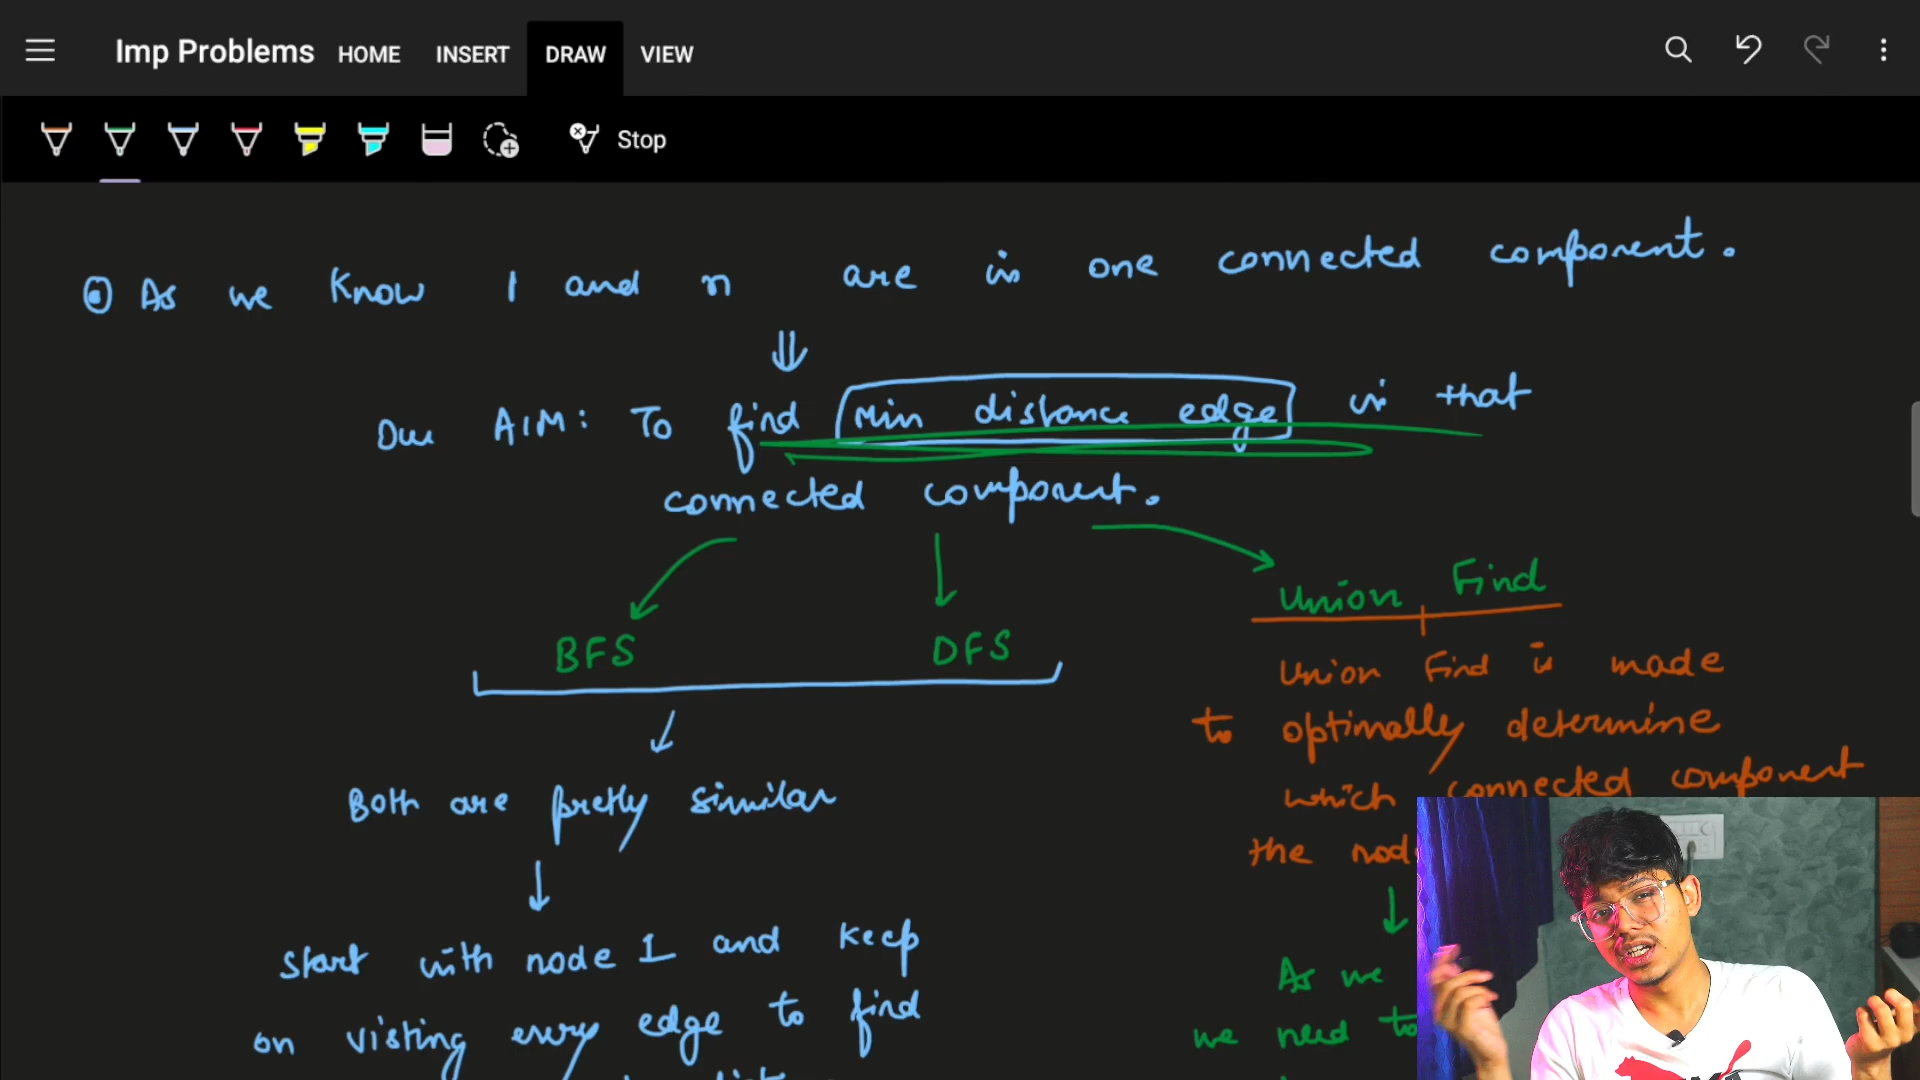 Imp Problems HOME INSERT DRAW VIEW
Stop
As we know 1 and n are in one connected component.
Our AIM: To find Min distance edge in that
connected component.
BFS
DFS
Union Find
Both are pretty similar
Start with node 1 and keep
on visting every edge to find
Union Find is made
to optimally determine
which connected component
the nod
As we
we need to